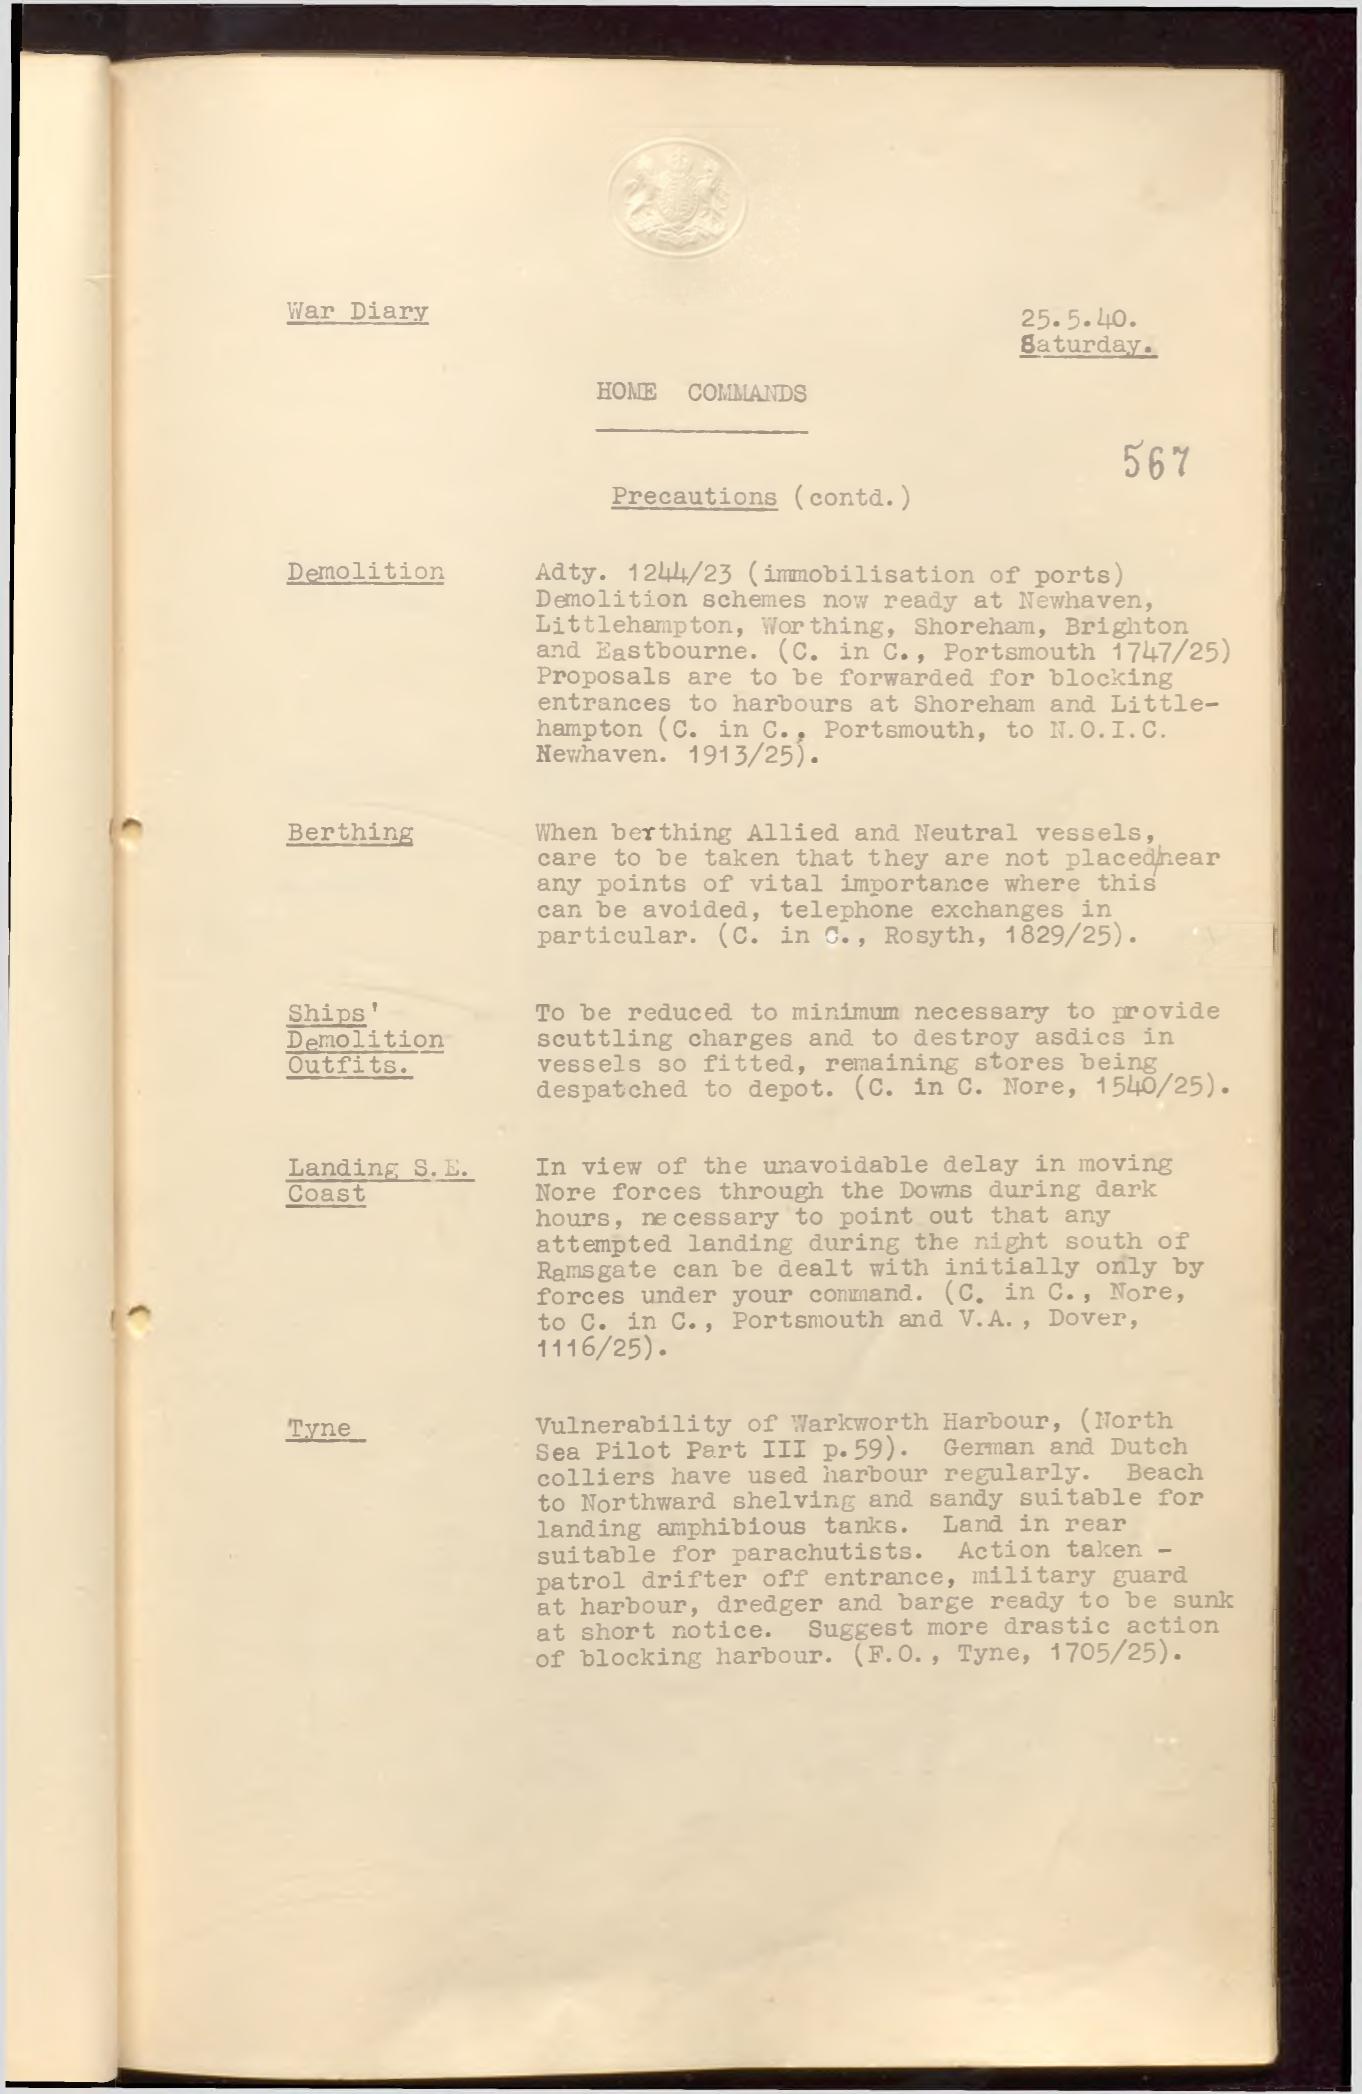 War Diary
25.5.40.
Saturday.
HOME COMMANDS
567
Precautions (contd.)
Demolition
Adty. 1244/23 (immobilisation of ports)
Demolition schemes now ready at Newhaven,
Littlehampton, Worthing, Shoreham, Brighton
and Eastbourne. (C. in C., Portsmouth 1747/25)
Proposals are to be forwarded for blocking
entrances to harbours at Shoreham and Little-
hampton (C. in C., Portsmouth, to N.O.I.C.
Newhaven. 1913/25).
Berthing
When berthing Allied and Neutral vessels,
care to be taken that they are not placed/near
any points of vital importance where this
can be avoided, telephone exchanges in
particular. (C. in C., Rosyth, 1829/25).
Ships'
Demolition
Outfits.
To be reduced to minimum necessary to provide
scuttling charges and to destroy asdics in
vessels so fitted, remaining stores being
despatched to depot. (C. in C. Nore, 1540/25).
Landing S.E.
Coast
In view of the unavoidable delay in moving
Nore forces through the Downs during dark
hours, necessary to point out that any
attempted landing during the night south of
Ramsgate can be dealt with initially only by
forces under your command. (C. in C., Nore,
to C. in C., Portsmouth and V.A., Dover,
1116/25).
Tyne
Vulnerability of Warkworth Harbour, (North
Sea Pilot Part III p.59). German and Dutch
colliers have used harbour regularly. Beach
to Northward shelving and sandy suitable for
landing amphibious tanks. Land in rear
suitable for parachutists. Action taken -
patrol drifter off entrance, military guard
at harbour, dredger and barge ready to be sunk
at short notice. Suggest more drastic action
of blocking harbour. (F.O., Tyne, 1705/25).